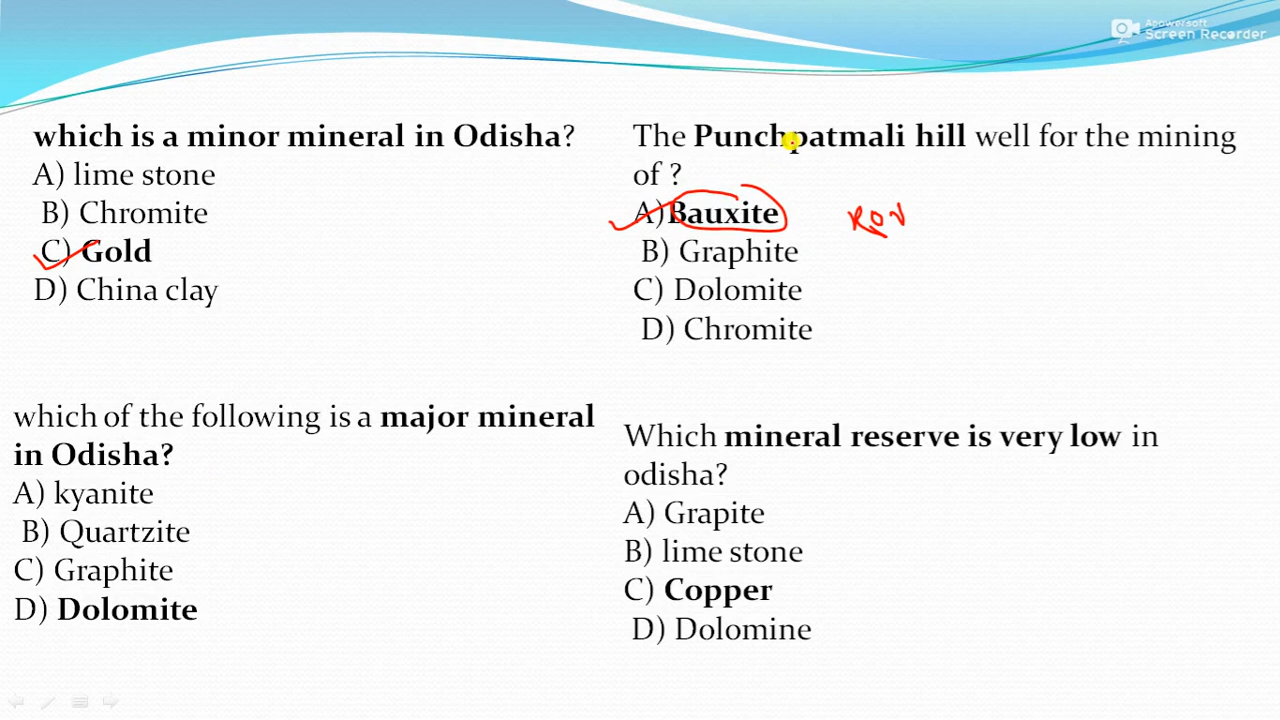 Apowersoft
Screen Recorder
which is a minor mineral in Odisha?
A) lime stone
B) Chromite
C) Gold
D) China clay
The Punchpatmali hill well for the mining
of ?
A) Bauxite
B) Graphite
C) Dolomite
D) Chromite
which of the following is a major mineral
in Odisha?
A) kyanite
B) Quartzite
C) Graphite
D) Dolomite
Which mineral reserve is very low in
odisha?
A) Grapite
B) lime stone
C) Copper
D) Dolomine